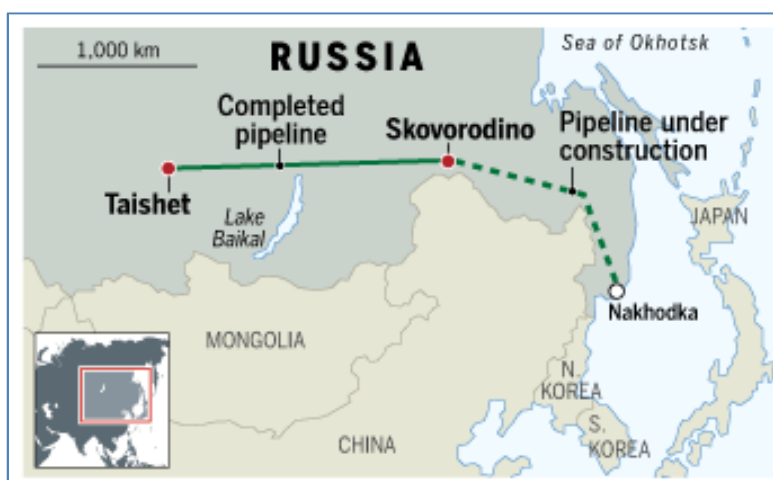 1,000 km
RUSSIA
Sea of Okhotsk
Completed
pipeline
Skovorodino
Pipeline under
construction
Taishet
Lake
Baikal
JAPAN
Nakhodka
MONGOLIA
N.
KOREA
S.
KOREA
CHINA